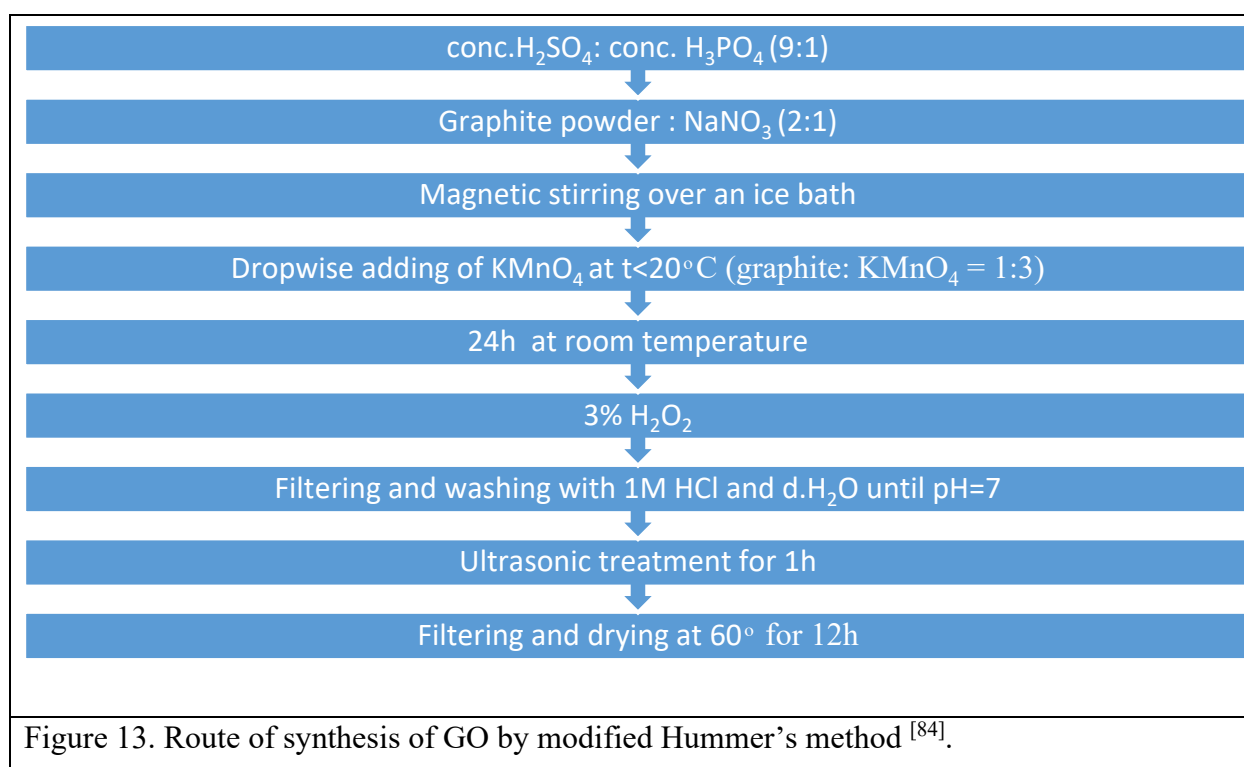 conc.H₂SO₄: conc. H₃PO₄ (9:1)
Graphite powder : NaNO₃ (2:1)
Magnetic stirring over an ice bath
Dropwise adding of KMnO₄ at t<20°C (graphite: KMnO₄ = 1:3)
24h at room temperature
3% H₂O₂
Filtering and washing with 1M HCl and d.H₂O until pH=7
Ultrasonic treatment for 1h
Filtering and drying at 60° for 12h
Figure 13. Route of synthesis of GO by modified Hummer’s method [84].